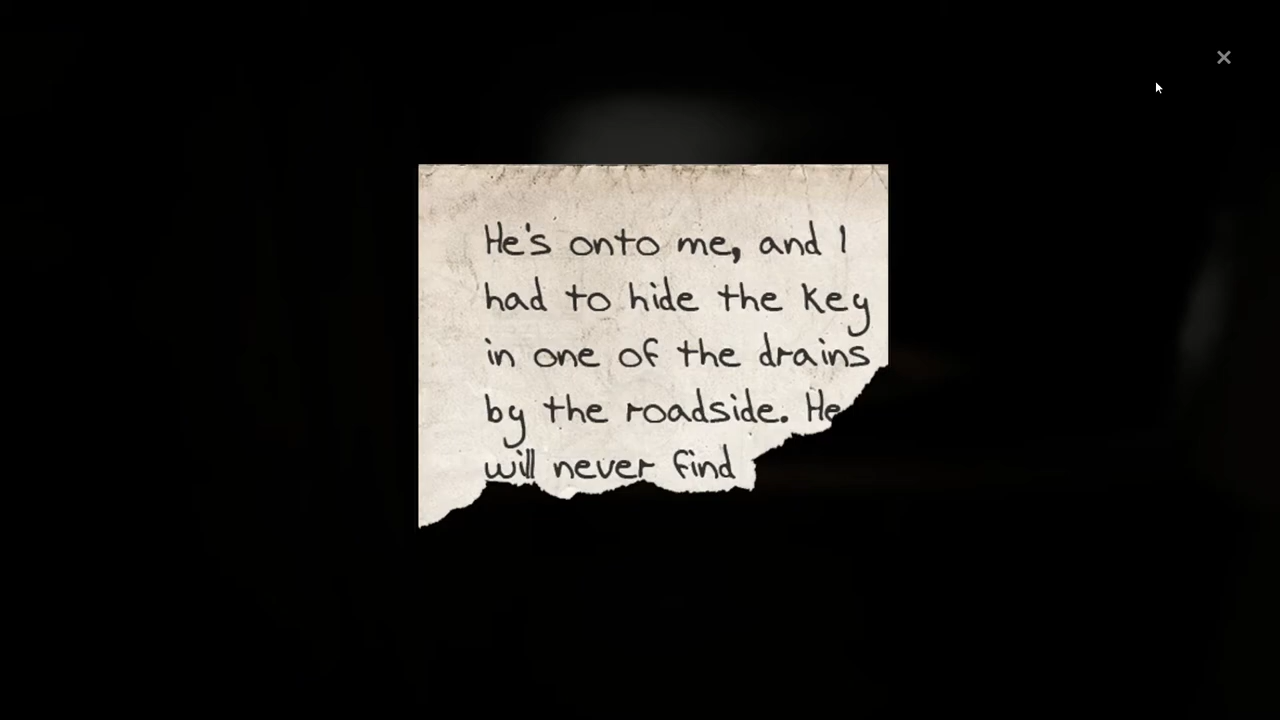 He's onto me, and I
had to hide the key
in one of the drains
by the roadside. He
will never find